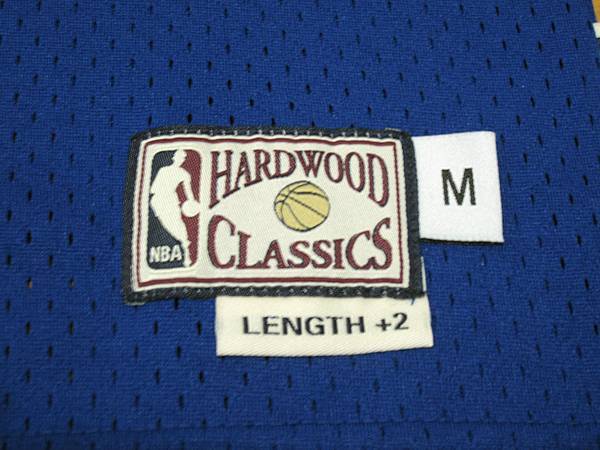 HARDWOOD
CLASSICS
NBA
M
LENGTH +2